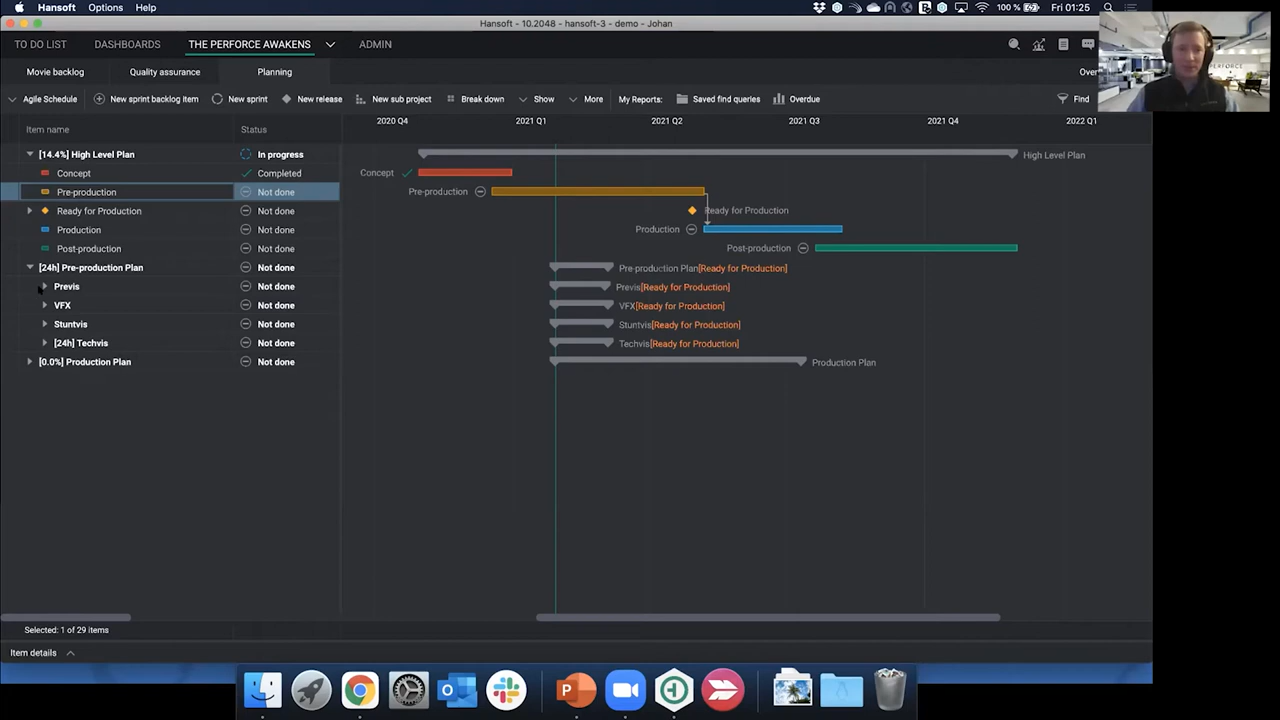 Hansoft Options Help 100 % Fri 01:25
Hansoft - 10.2048 - hansoft-3 - demo - Johan
TO DO LIST DASHBOARDS THE PERFORCE AWAKENS ADMIN
Movie backlog Quality assurance Planning Over
Agile Schedule New sprint backlog item New sprint New release New sub project Break down Show More My Reports: Saved find queries Overdue Find
Item name Status 2020 Q4 2021 Q1 2021 Q2 2021 Q3 2021 Q4 2022 Q1
[14.4%] High Level Plan In progress High Level Plan
Concept Completed Concept
Pre-production Not done Pre-production
Ready for Production Not done Ready for Production
Production Not done Production
Post-production Not done Post-production
[24h] Pre-production Plan Not done Pre-production Plan[Ready for Production]
Previs Not done Previs[Ready for Production]
VFX Not done VFX[Ready for Production]
Stuntvis Not done Stuntvis[Ready for Production]
[24h] Techvis Not done Techvis[Ready for Production]
[0.0%] Production Plan Not done Production Plan
Selected: 1 of 29 items
Item details